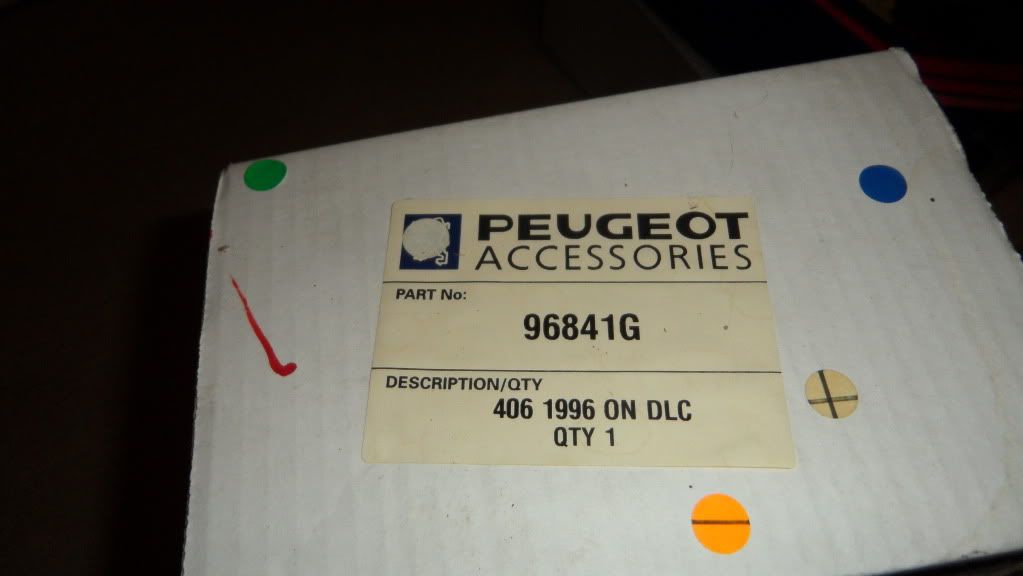 PEUGEOT
ACCESSORIES
PART No:
96841G
DESCRIPTION/QTY
406 1996 ON DLC
QTY 1